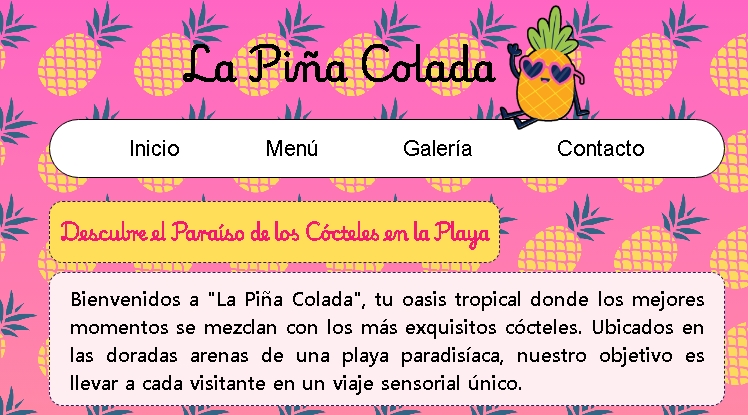 La Piña Colada
Inicio Menú Galería Contacto
Descubre el Paraíso de los Cócteles en la Playa
Bienvenidos a "La Piña Colada", tu oasis tropical donde los mejores
momentos se mezclan con los más exquisitos cócteles. Ubicados en
las doradas arenas de una playa paradisíaca, nuestro objetivo es
llevar a cada visitante en un viaje sensorial único.